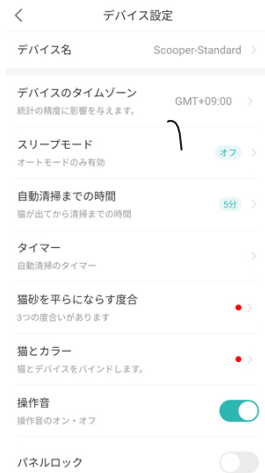 デバイス設定
デバイス名 Scooper-Standard
デバイスのタイムゾーン GMT+09:00
統計の精度に影響を与えます。
スリープモード オフ
オートモードのみ有効
自動清掃までの時間 5分
猫が出てから清掃までの時間
タイマー
自動清掃のタイマー
猫砂を平らにならす度合
3つの度合いがあります
猫とカラー
猫とデバイスをバインドします。
操作音
操作音のオン・オフ
パネルロック